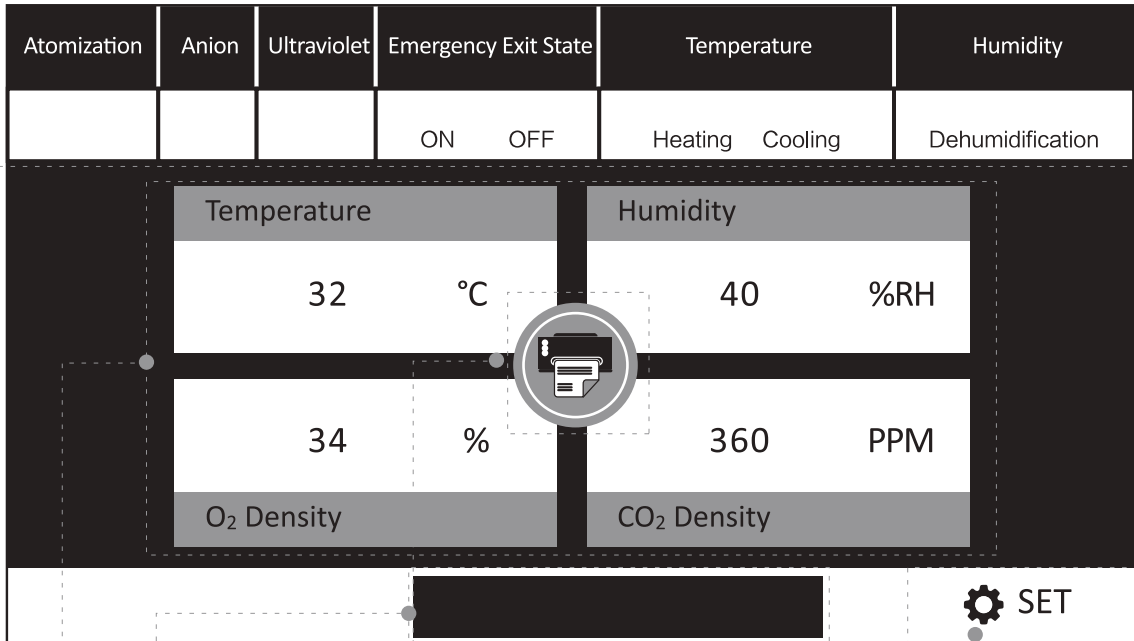 Atomization Anion Ultraviolet Emergency Exit State Temperature Humidity
ON OFF Heating Cooling Dehumidification
Temperature Humidity
32 °C 40 %RH
34 % 360 PPM
O₂ Density CO₂ Density
SET